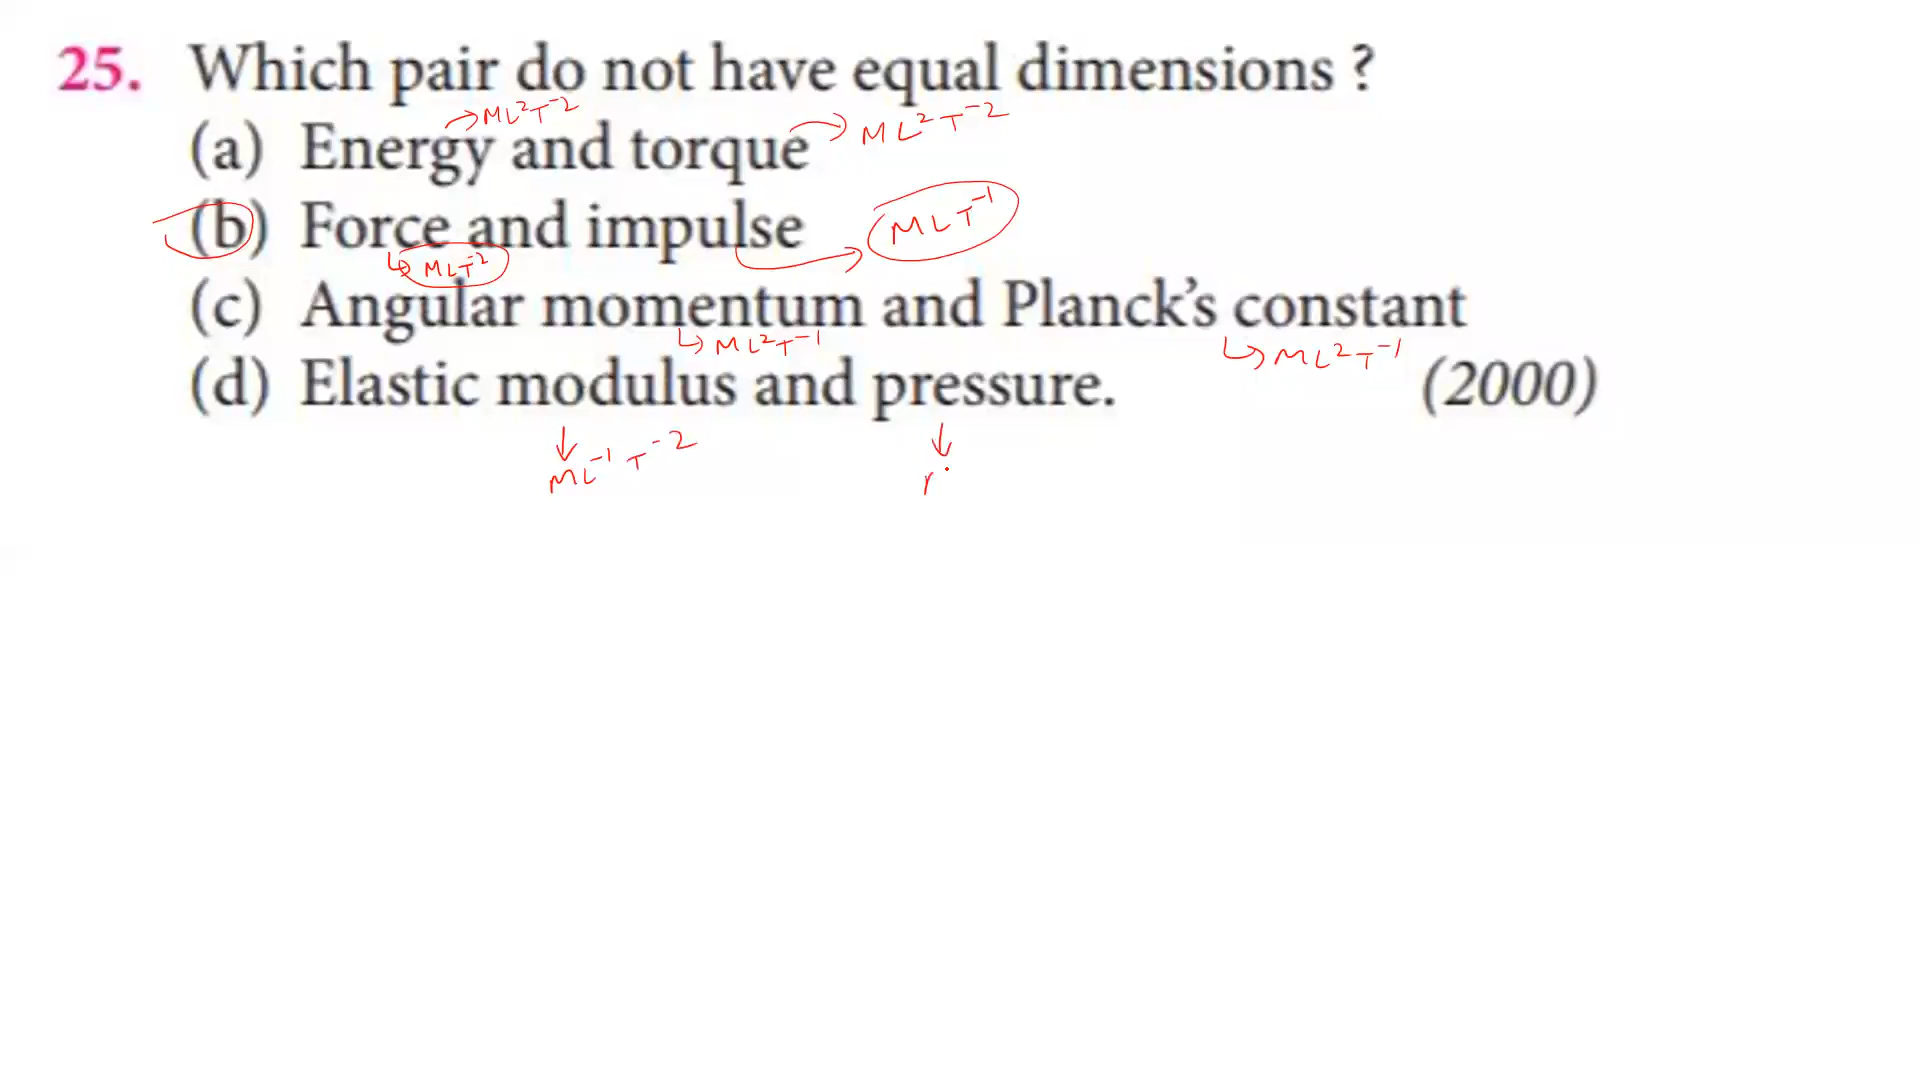 25. Which pair do not have equal dimensions ?
→ ML²T⁻²
(a) Energy and torque → ML²T⁻²
(b) Force and impulse → MLT⁻¹
↳ MLT⁻²
(c) Angular momentum and Planck's constant
↳ ML²T⁻¹ ↳ ML²T⁻¹
(d) Elastic modulus and pressure. (2000)
↓ ↓
ML⁻¹T⁻²